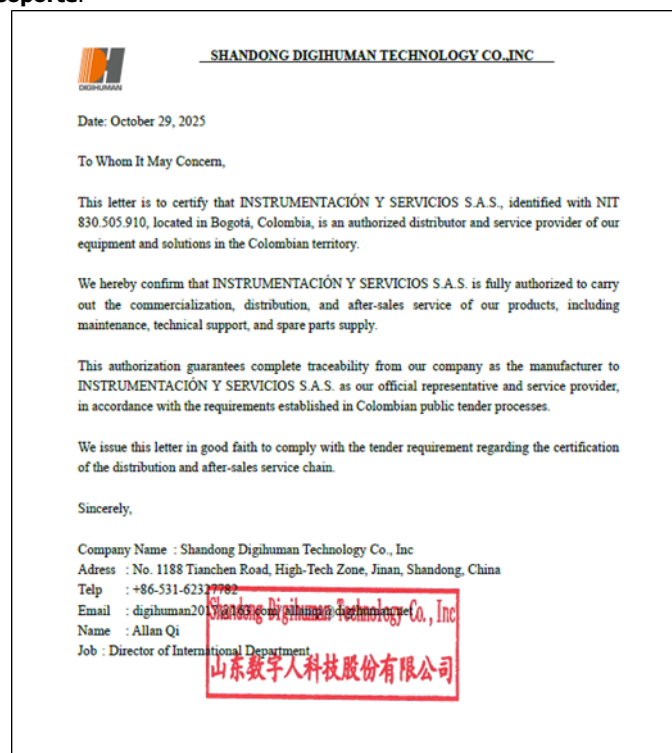 SHANDONG DIGIHUMAN TECHNOLOGY CO.,INC
DIGIHUMAN
Date: October 29, 2025
To Whom It May Concern,
This letter is to certify that INSTRUMENTACIÓN Y SERVICIOS S.A.S., identified with NIT
830.505.910, located in Bogotá, Colombia, is an authorized distributor and service provider of our
equipment and solutions in the Colombian territory.
We hereby confirm that INSTRUMENTACIÓN Y SERVICIOS S.A.S. is fully authorized to carry
out the commercialization, distribution, and after-sales service of our products, including
maintenance, technical support, and spare parts supply.
This authorization guarantees complete traceability from our company as the manufacturer to
INSTRUMENTACIÓN Y SERVICIOS S.A.S. as our official representative and service provider,
in accordance with the requirements established in Colombian public tender processes.
We issue this letter in good faith to comply with the tender requirement regarding the certification
of the distribution and after-sales service chain.
Sincerely,
Company Name : Shandong Digihuman Technology Co., Inc
Adress : No. 1188 Tianchen Road, High-Tech Zone, Jinan, Shandong, China
Telp : +86-531-62327782
Email : digihuman2017@163.com
Name : Allan Qi
Job : Director of International Department
Shandong Digihuman Technology Co., Inc
山东数字人科技股份有限公司